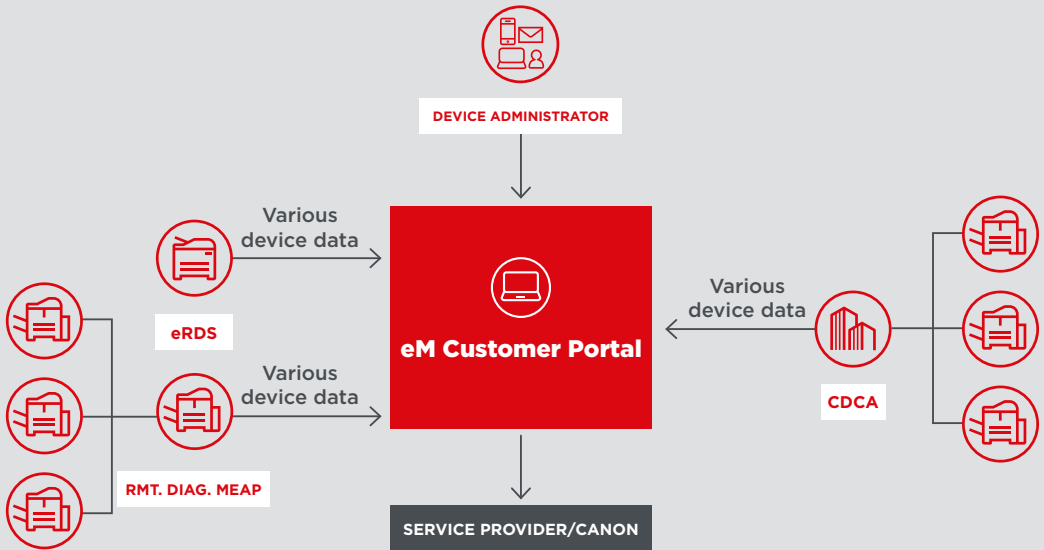 DEVICE ADMINISTRATOR
Various
device data
eRDS
Various
device data
RMT. DIAG. MEAP
eM Customer Portal
Various
device data
CDCA
SERVICE PROVIDER/CANON